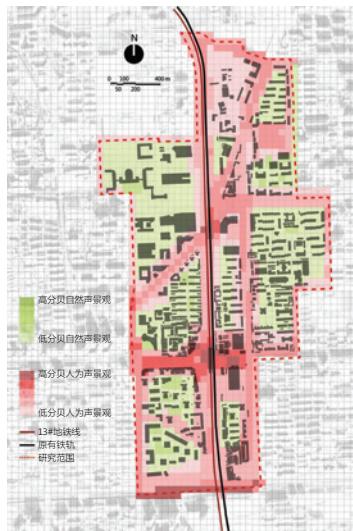 N
0 100 400 m
50 200
高分贝自然声景观
低分贝自然声景观
高分贝人为声景观
低分贝人为声景观
13#地铁线
原有铁轨
研究范围